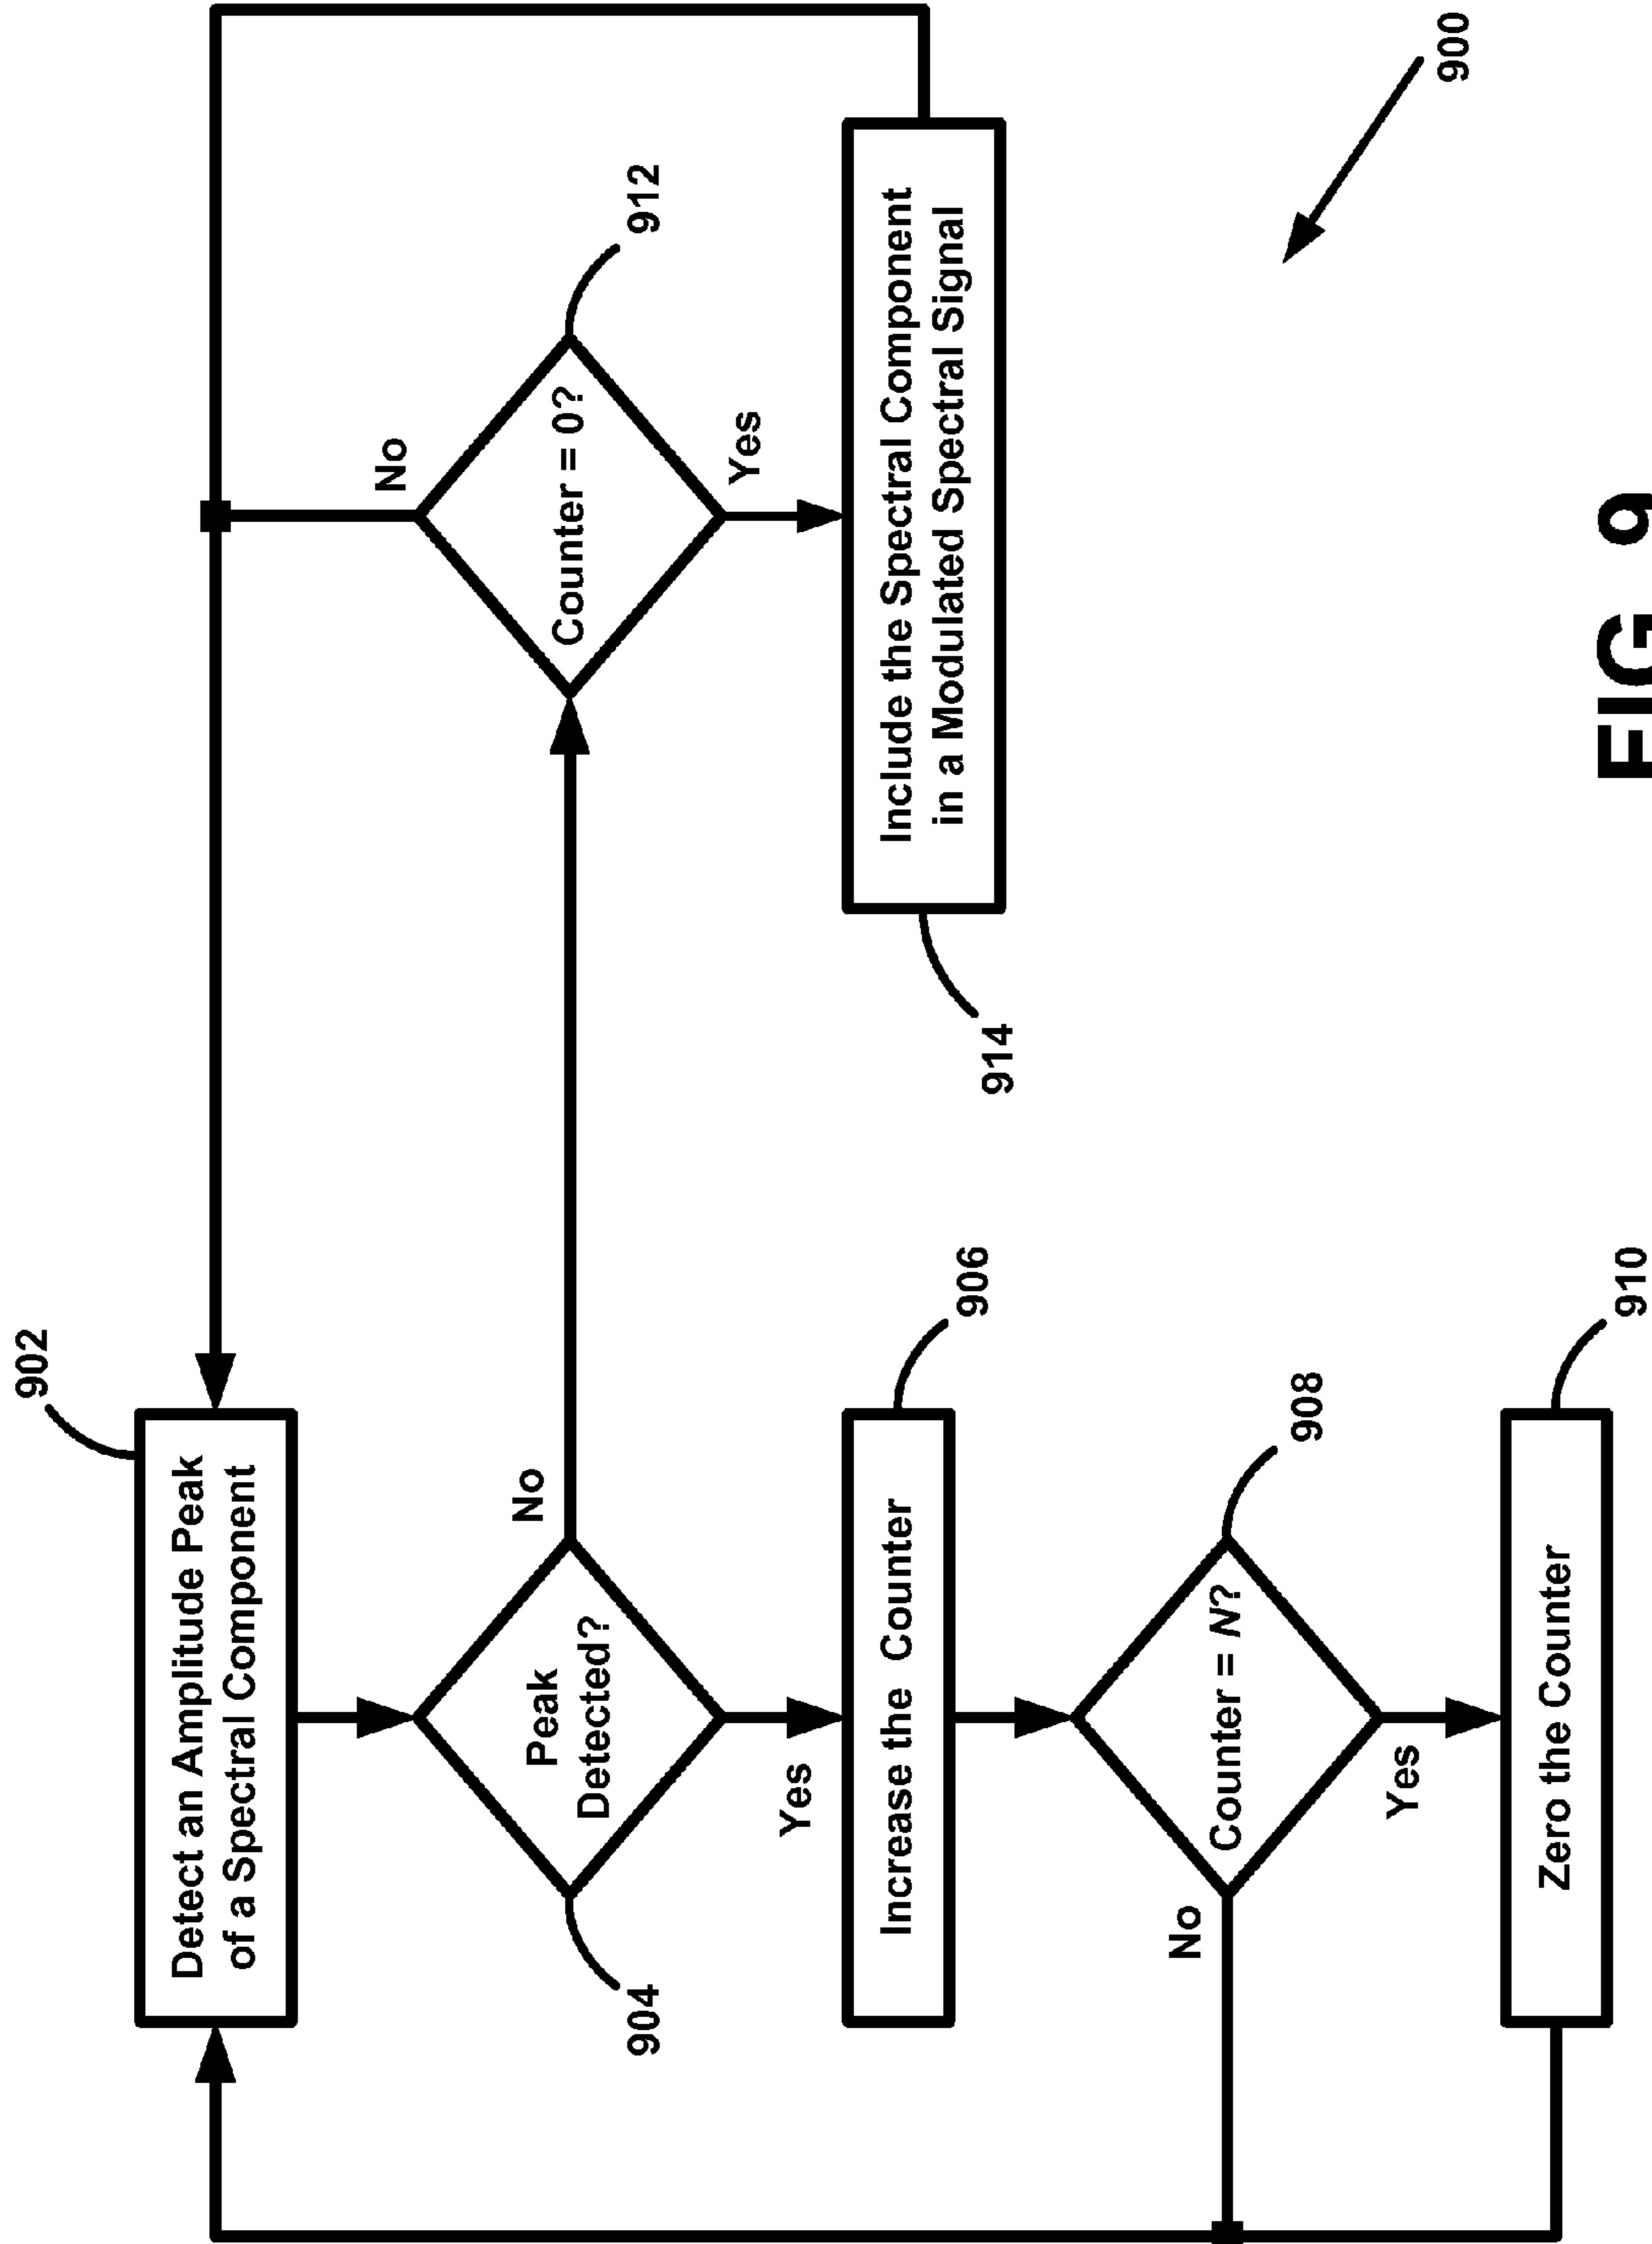 902
Detect an Amplitude Peak
of a Spectral Component
904
Peak
Detected?
No
Yes
906
Increase the Counter
908
Counter = N?
No
Yes
910
Zero the Counter
912
Counter = 0?
No
Yes
914
Include the Spectral Component
in a Modulated Spectral Signal
900
FIG 9